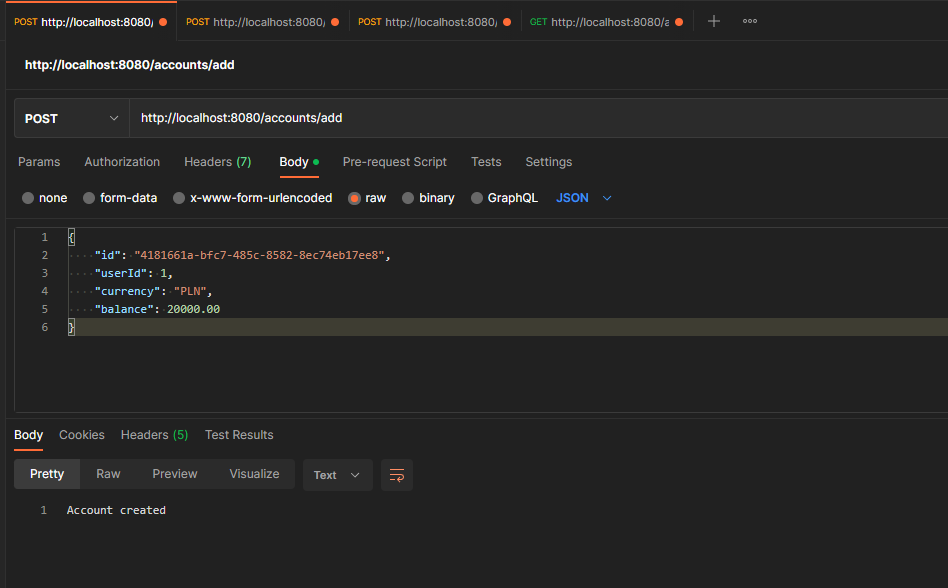 POST http://localhost:8080/ POST http://localhost:8080/ POST http://localhost:8080/ GET http://localhost:8080/a
http://localhost:8080/accounts/add
POST http://localhost:8080/accounts/add
Params Authorization Headers (7) Body Pre-request Script Tests Settings
none form-data x-www-form-urlencoded raw binary GraphQL JSON
1 {
2 "id": "4181661a-bfc7-485c-8582-8ec74eb17ee8",
3 "userId": 1,
4 "currency": "PLN",
5 "balance": 20000.00
6 }
Body Cookies Headers (5) Test Results
Pretty Raw Preview Visualize Text
1 Account created